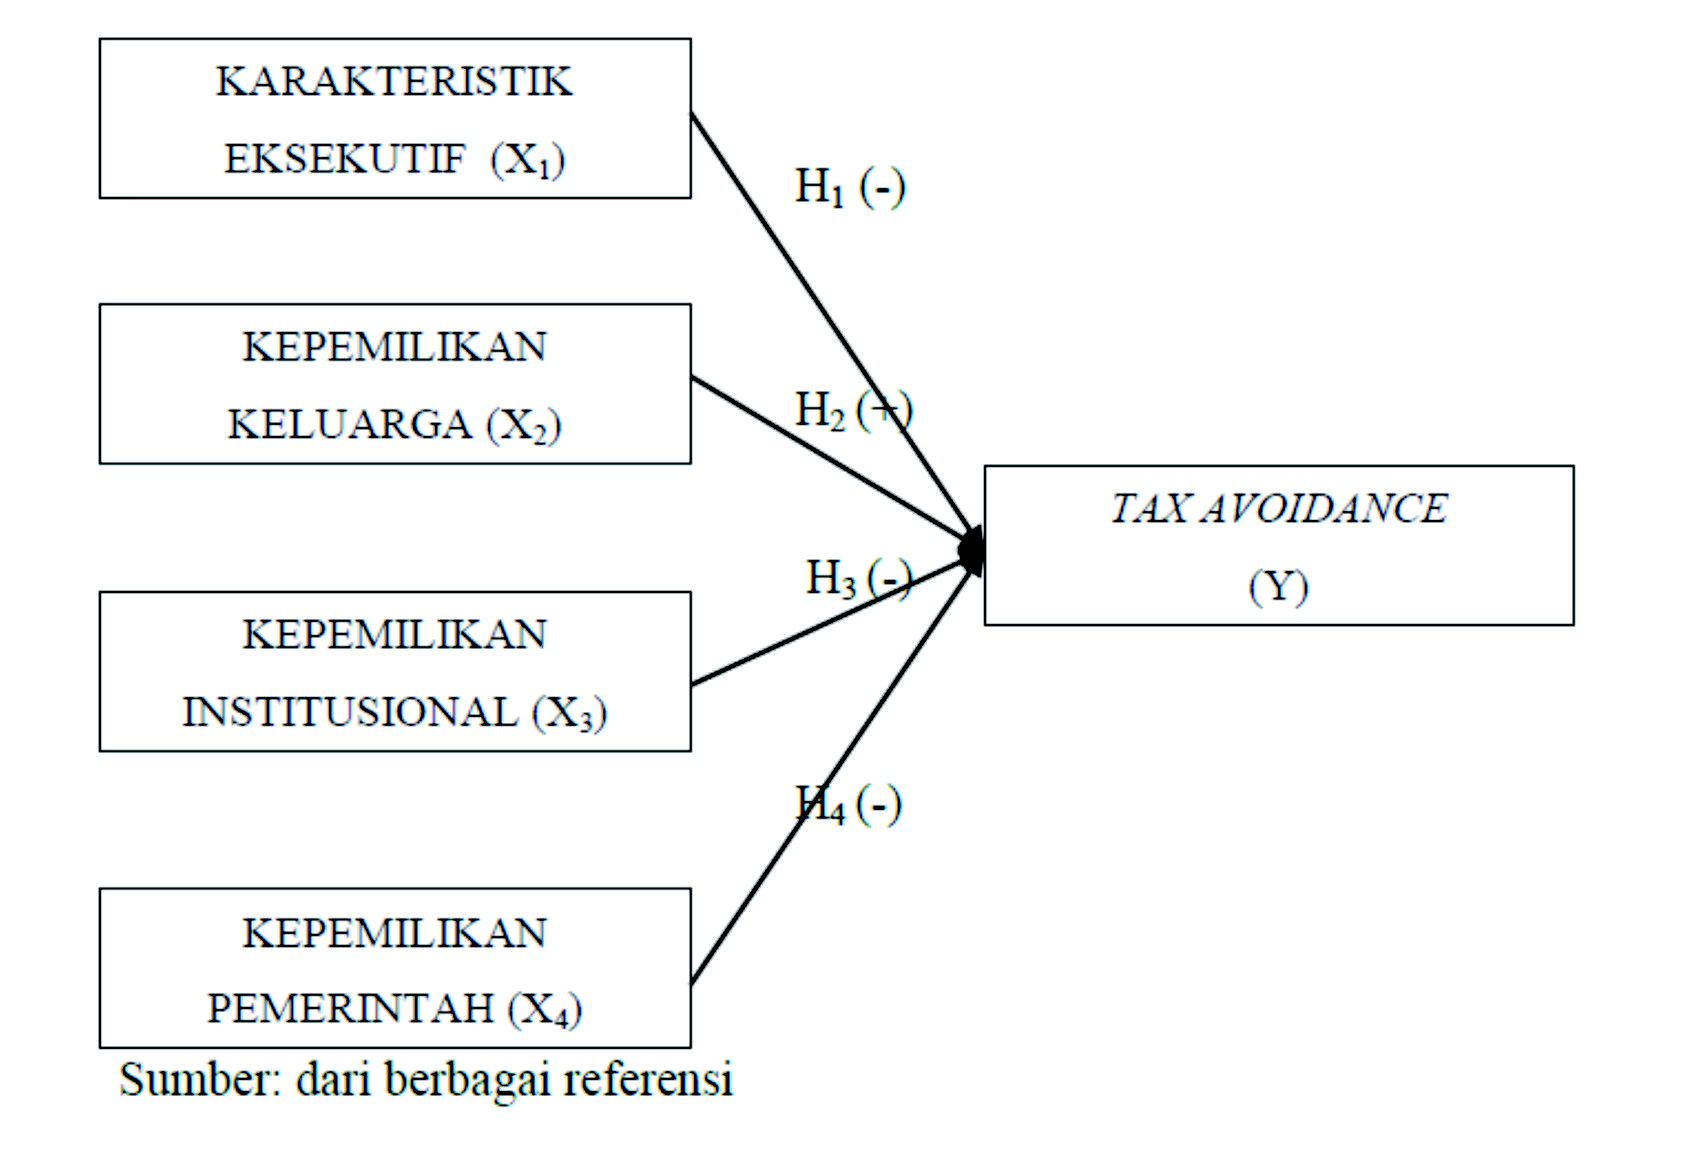 KARAKTERISTIK
EKSEKUTIF (X₁)
H₁ (-)
KEPEMILIKAN
KELUARGA (X₂)
H₂ (+)
TAX AVOIDANCE
(Y)
H₃ (-)
KEPEMILIKAN
INSTITUSIONAL (X₃)
H₄ (-)
KEPEMILIKAN
PEMERINTAH (X₄)
Sumber: dari berbagai referensi